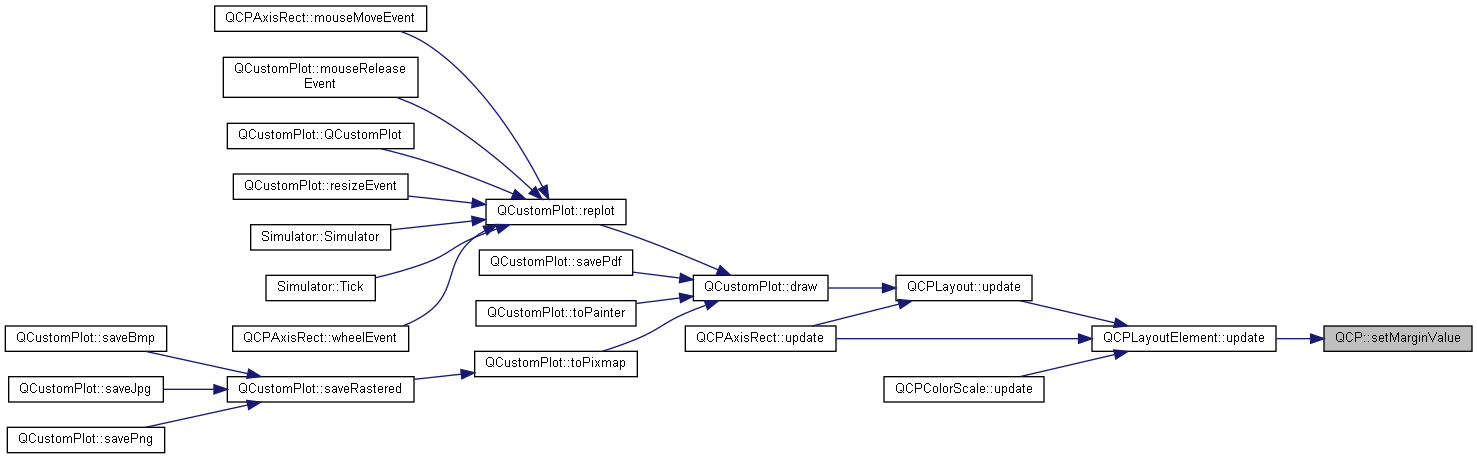 QCPAxisRect::mouseMoveEvent
QCustomPlot::mouseRelease
Event
QCustomPlot::QCustomPlot
QCustomPlot::resizeEvent
QCustomPlot::replot
Simulator::Simulator
QCustomPlot::savePdf
Simulator::Tick
QCustomPlot::draw
QCPLayout::update
QCustomPlot::toPainter
QCustomPlot::saveBmp
QCPAxisRect::wheelEvent
QCPAxisRect::update
QCPLayoutElement::update
QCP::setMarginValue
QCustomPlot::toPixmap
QCustomPlot::saveJpg
QCustomPlot::saveRastered
QCPColorScale::update
QCustomPlot::savePng